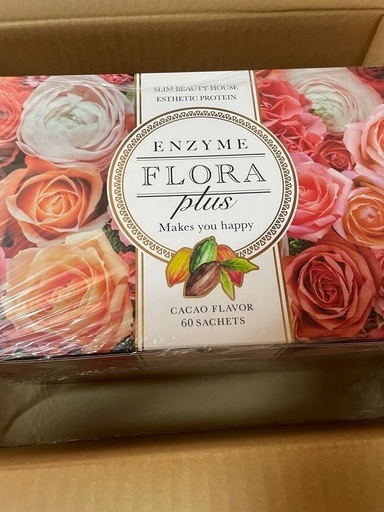 SLIM BEAUTY HOUSE
ESTHETIC PROTEIN
ENZYME
FLORA
plus
Makes you happy
CACAO FLAVOR
60 SACHETS